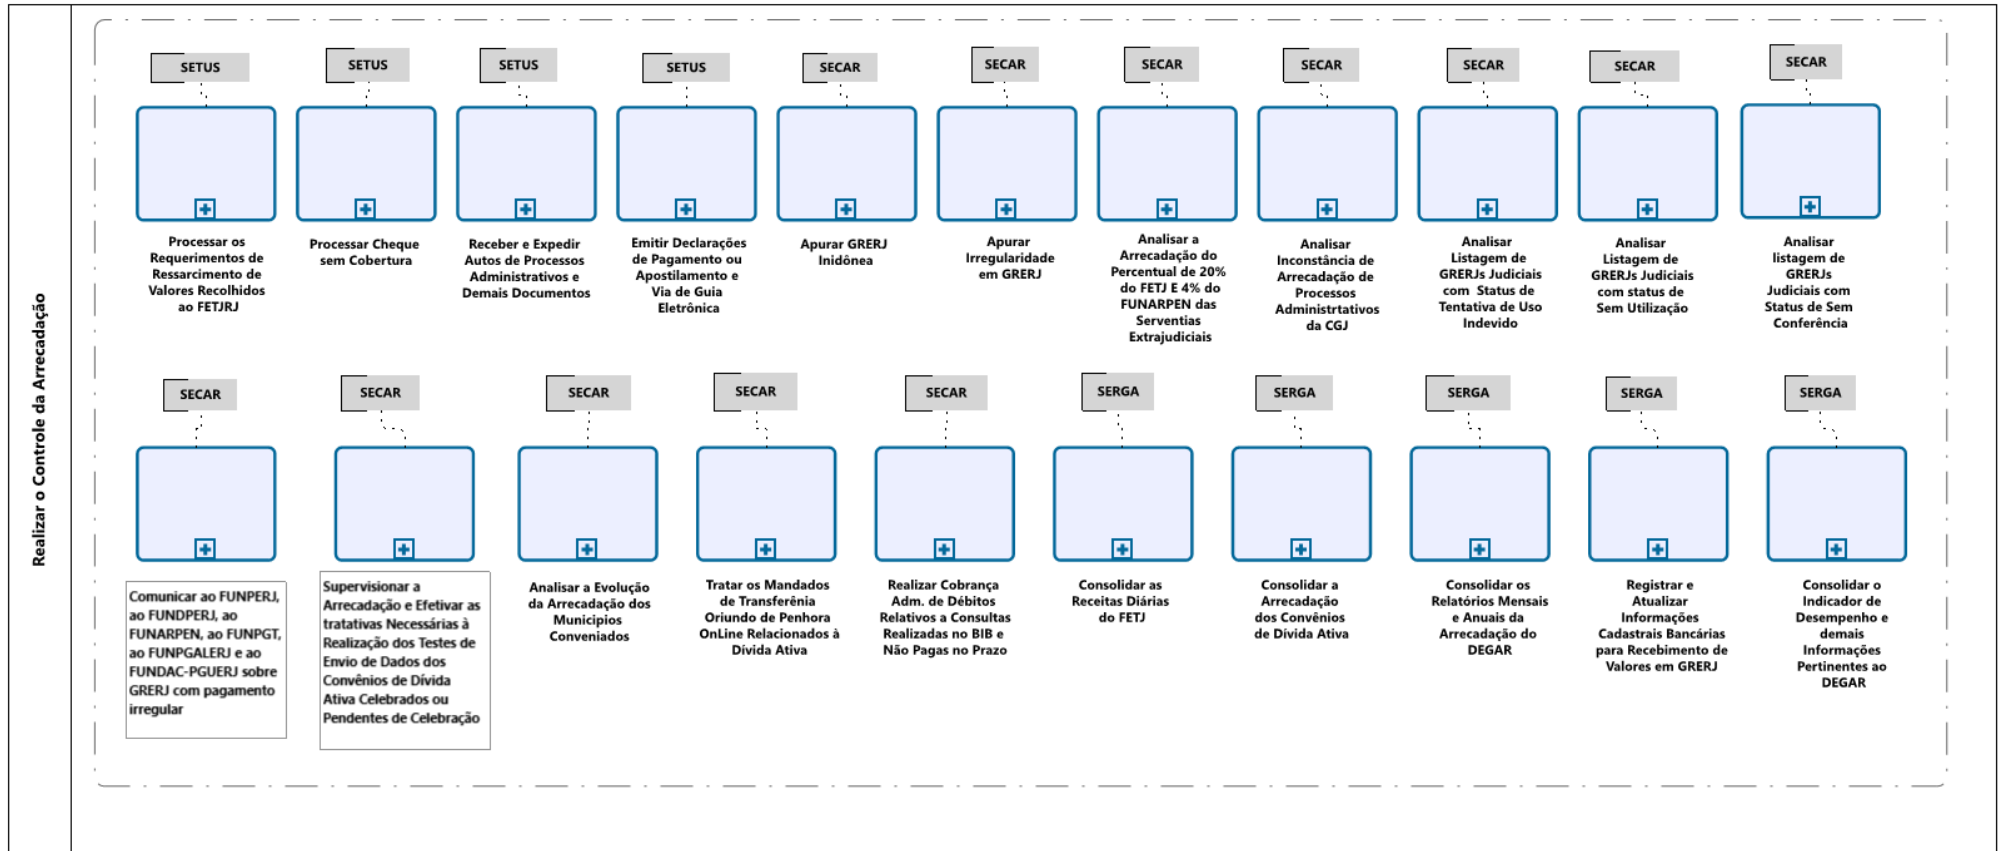 Realizar o Controle da Arrecadação
SETUS
Processar os
Requerimentos de
Ressarcimento de
Valores Recolhidos
ao FETJRJ
SETUS
Processar Cheque
sem Cobertura
SETUS
Receber e Expedir
Autos de Processos
Administrativos e
Demais Documentos
SETUS
Emitir Declarações
de Pagamento ou
Apostilamento e
Via de Guia
Eletrônica
SECAR
Apurar GRERJ
Inidônea
SECAR
Apurar
Irregularidade
em GRERJ
SECAR
Analisar a
Arrecadação do
Percentual de 20%
do FETJ E 4% do
FUNARPEN das
Serventias
Extrajudiciais
SECAR
Analisar
Inconstância de
Arrecadação de
Processos
Administrtativos
da CGJ
SECAR
Analisar
Listagem de
GRERJs Judiciais
com Status de
Tentativa de Uso
Indevido
SECAR
Analisar
Listagem de
GRERJs Judiciais
com status de
Sem Utilização
SECAR
Analisar
listagem de
GRERJs
Judiciais com
Status de Sem
Conferência
SECAR
Comunicar ao FUNPERJ,
ao FUNDPERJ, ao
FUNARPEN, ao FUNPGT,
ao FUNPGALERJ e ao
FUNDAC-PGUERJ sobre
GRERJ com pagamento
irregular
SECAR
Supervisionar a
Arrecadação e Efetivar as
tratativas Necessárias à
Realização dos Testes de
Envio de Dados dos
Convênios de Dívida
Ativa Celebrados ou
Pendentes de Celebração
SECAR
Analisar a Evolução
da Arrecadação dos
Municipios
Conveniados
SECAR
Tratar os Mandados
de Transferênia
Oriundo de Penhora
OnLine Relacionados à
Dívida Ativa
SECAR
Realizar Cobrança
Adm. de Débitos
Relativos a Consultas
Realizadas no BIB e
Não Pagas no Prazo
SERGA
Consolidar as
Receitas Diárias
do FETJ
SERGA
Consolidar a
Arrecadação
dos Convênios
de Dívida Ativa
SERGA
Consolidar os
Relatórios Mensais
e Anuais da
Arrecadação do
DEGAR
SERGA
Registrar e
Atualizar
Informações
Cadastrais Bancárias
para Recebimento de
Valores em GRERJ
SERGA
Consolidar o
Indicador de
Desempenho e
demais
Informações
Pertinentes ao
DEGAR